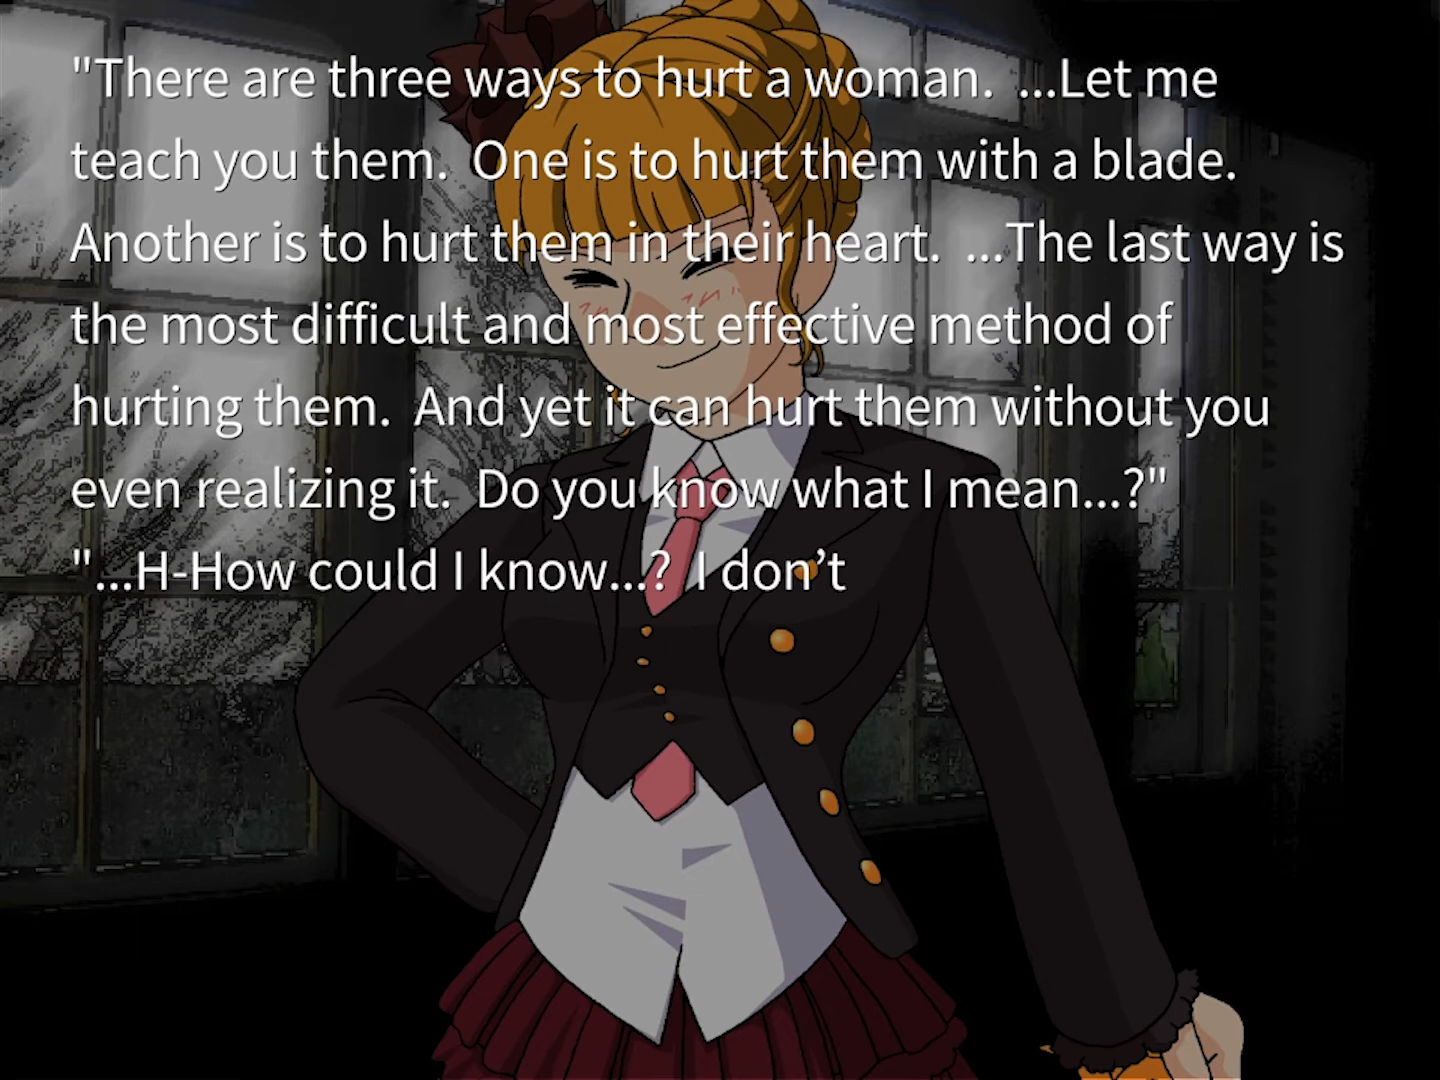 "There are three ways to hurt a woman.  ...Let me
teach you them.  One is to hurt them with a blade.
Another is to hurt them in their heart.  ...The last way is
the most difficult and most effective method of
hurting them.  And yet it can hurt them without you
even realizing it.  Do you know what I mean...?"
"...H-How could I know...?  I don’t